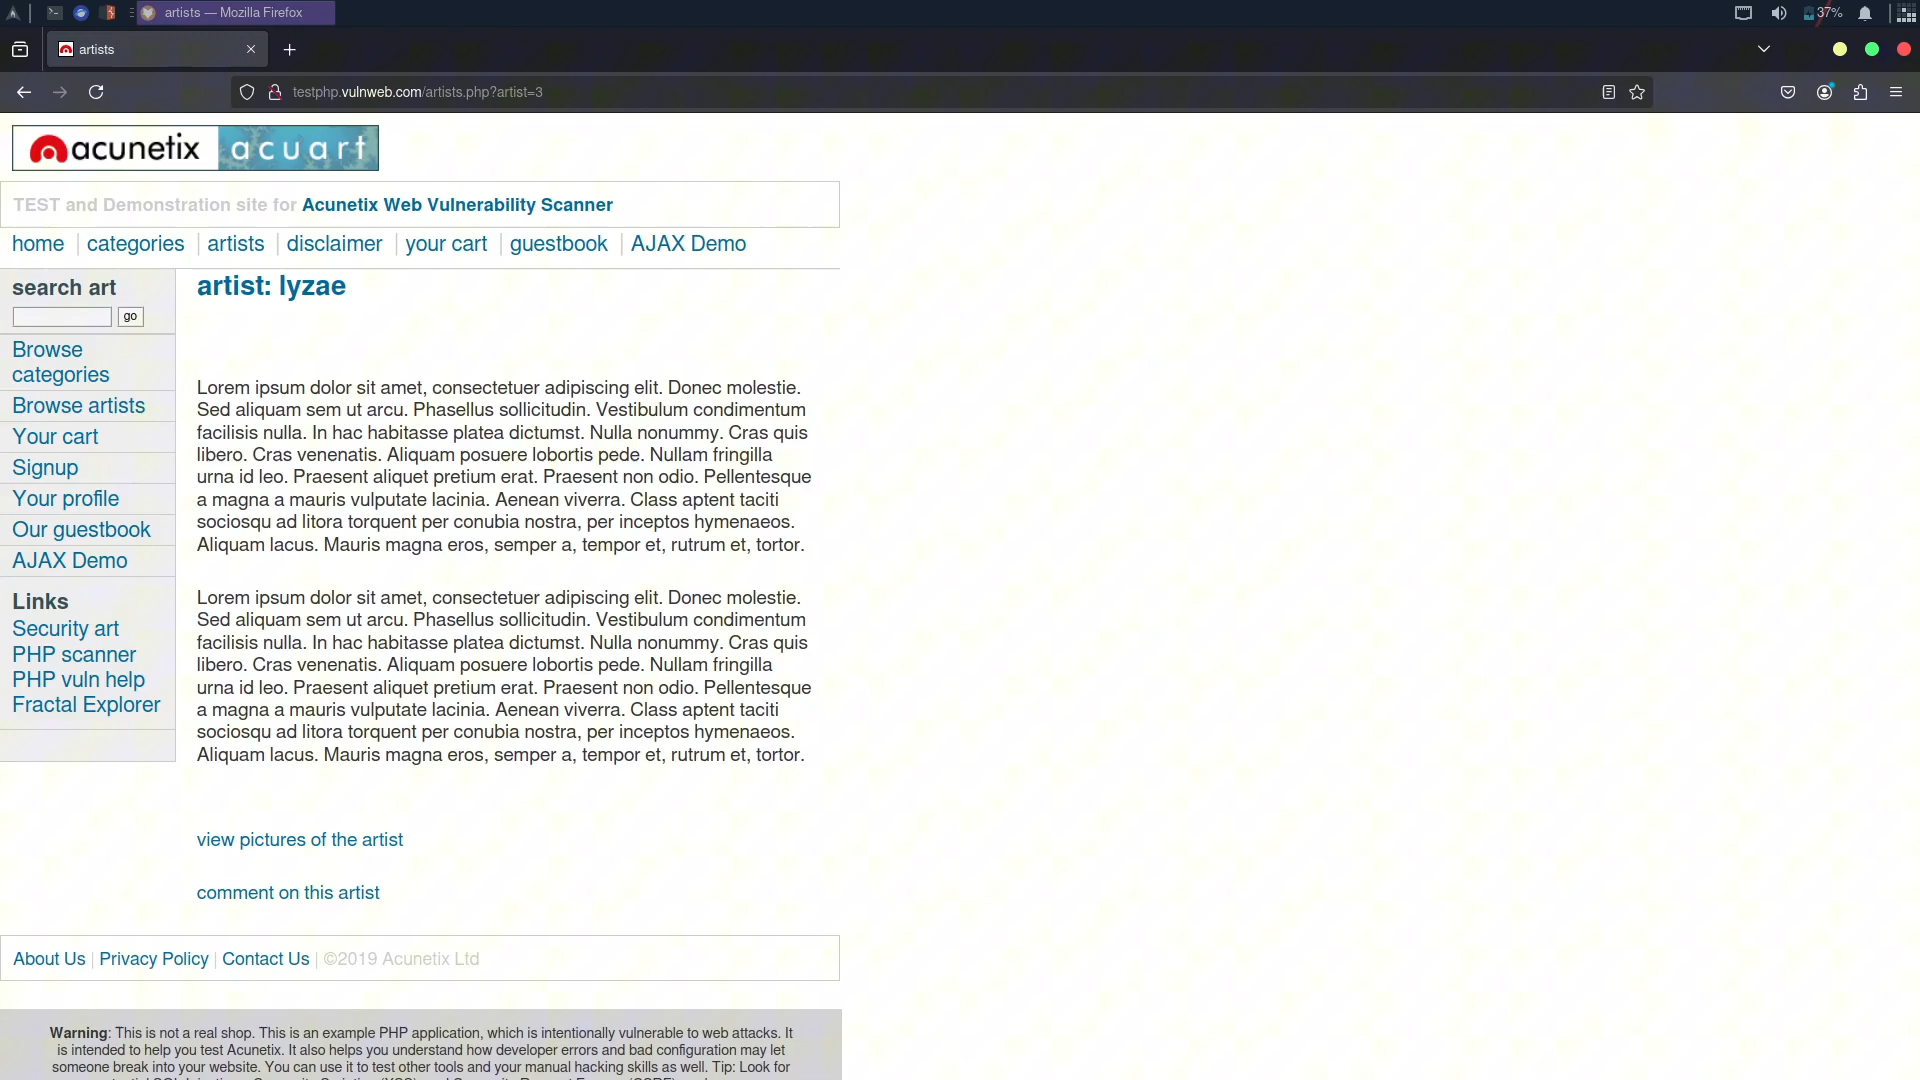 artists — Mozilla Firefox
37%
artists
testphp.vulnweb.com/artists.php?artist=3
acunetix acuart
TEST and Demonstration site for Acunetix Web Vulnerability Scanner
home | categories | artists | disclaimer | your cart | guestbook | AJAX Demo
search art
go
Browse
categories
Browse artists
Your cart
Signup
Your profile
Our guestbook
AJAX Demo
Links
Security art
PHP scanner
PHP vuln help
Fractal Explorer
artist: lyzae
Lorem ipsum dolor sit amet, consectetuer adipiscing elit. Donec molestie.
Sed aliquam sem ut arcu. Phasellus sollicitudin. Vestibulum condimentum
facilisis nulla. In hac habitasse platea dictumst. Nulla nonummy. Cras quis
libero. Cras venenatis. Aliquam posuere lobortis pede. Nullam fringilla
urna id leo. Praesent aliquet pretium erat. Praesent non odio. Pellentesque
a magna a mauris vulputate lacinia. Aenean viverra. Class aptent taciti
sociosqu ad litora torquent per conubia nostra, per inceptos hymenaeos.
Aliquam lacus. Mauris magna eros, semper a, tempor et, rutrum et, tortor.
Lorem ipsum dolor sit amet, consectetuer adipiscing elit. Donec molestie.
Sed aliquam sem ut arcu. Phasellus sollicitudin. Vestibulum condimentum
facilisis nulla. In hac habitasse platea dictumst. Nulla nonummy. Cras quis
libero. Cras venenatis. Aliquam posuere lobortis pede. Nullam fringilla
urna id leo. Praesent aliquet pretium erat. Praesent non odio. Pellentesque
a magna a mauris vulputate lacinia. Aenean viverra. Class aptent taciti
sociosqu ad litora torquent per conubia nostra, per inceptos hymenaeos.
Aliquam lacus. Mauris magna eros, semper a, tempor et, rutrum et, tortor.
view pictures of the artist
comment on this artist
About Us | Privacy Policy | Contact Us | ©2019 Acunetix Ltd
Warning: This is not a real shop. This is an example PHP application, which is intentionally vulnerable to web attacks. It
is intended to help you test Acunetix. It also helps you understand how developer errors and bad configuration may let
someone break into your website. You can use it to test other tools and your manual hacking skills as well. Tip: Look for